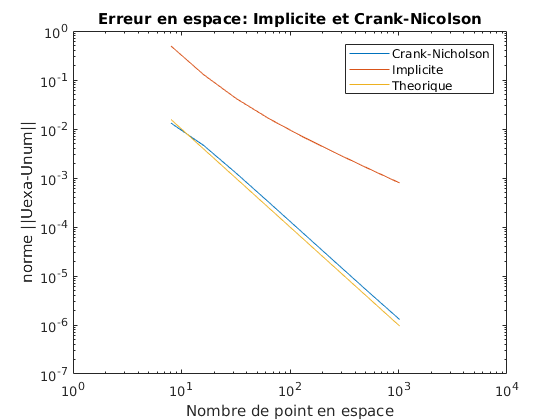 Erreur en espace: Implicite et Crank-Nicolson
10^0
10^-1
10^-2
10^-3
10^-4
10^-5
10^-6
10^-7
norme ||Uexa-Unum||
Crank-Nicholson
Implicite
Theorique
10^0 10^1 10^2 10^3 10^4
Nombre de point en espace